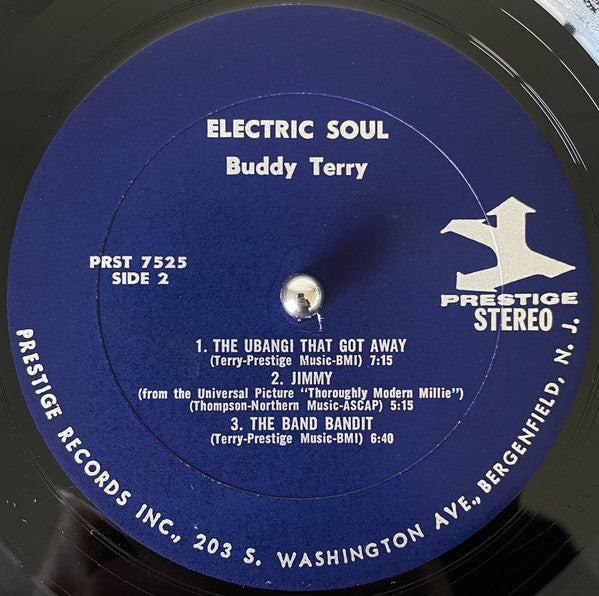 ELECTRIC SOUL
Buddy Terry
PRST 7525
SIDE 2
PRESTIGE
STEREO
1. THE UBANGI THAT GOT AWAY
(Terry-Prestige Music-BMI) 7:15
2. JIMMY
(from the Universal Picture "Thoroughly Modern Millie")
(Thompson-Northern Music-ASCAP) 5:15
3. THE BAND BANDIT
(Terry-Prestige Music-BMI) 6:40
PRESTIGE RECORDS INC., 203 S. WASHINGTON AVE., BERGENFIELD, N. J.